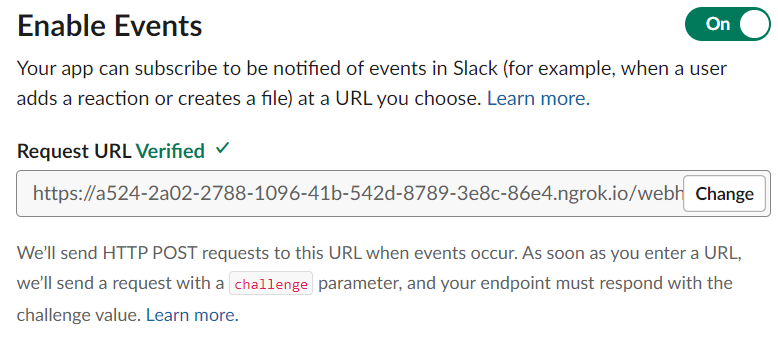 Enable Events
On
Your app can subscribe to be notified of events in Slack (for example, when a user
adds a reaction or creates a file) at a URL you choose. Learn more.
Request URL Verified ✓
https://a524-2a02-2788-1096-41b-542d-8789-3e8c-86e4.ngrok.io/webh
Change
We’ll send HTTP POST requests to this URL when events occur. As soon as you enter a URL,
we’ll send a request with a challenge parameter, and your endpoint must respond with the
challenge value. Learn more.